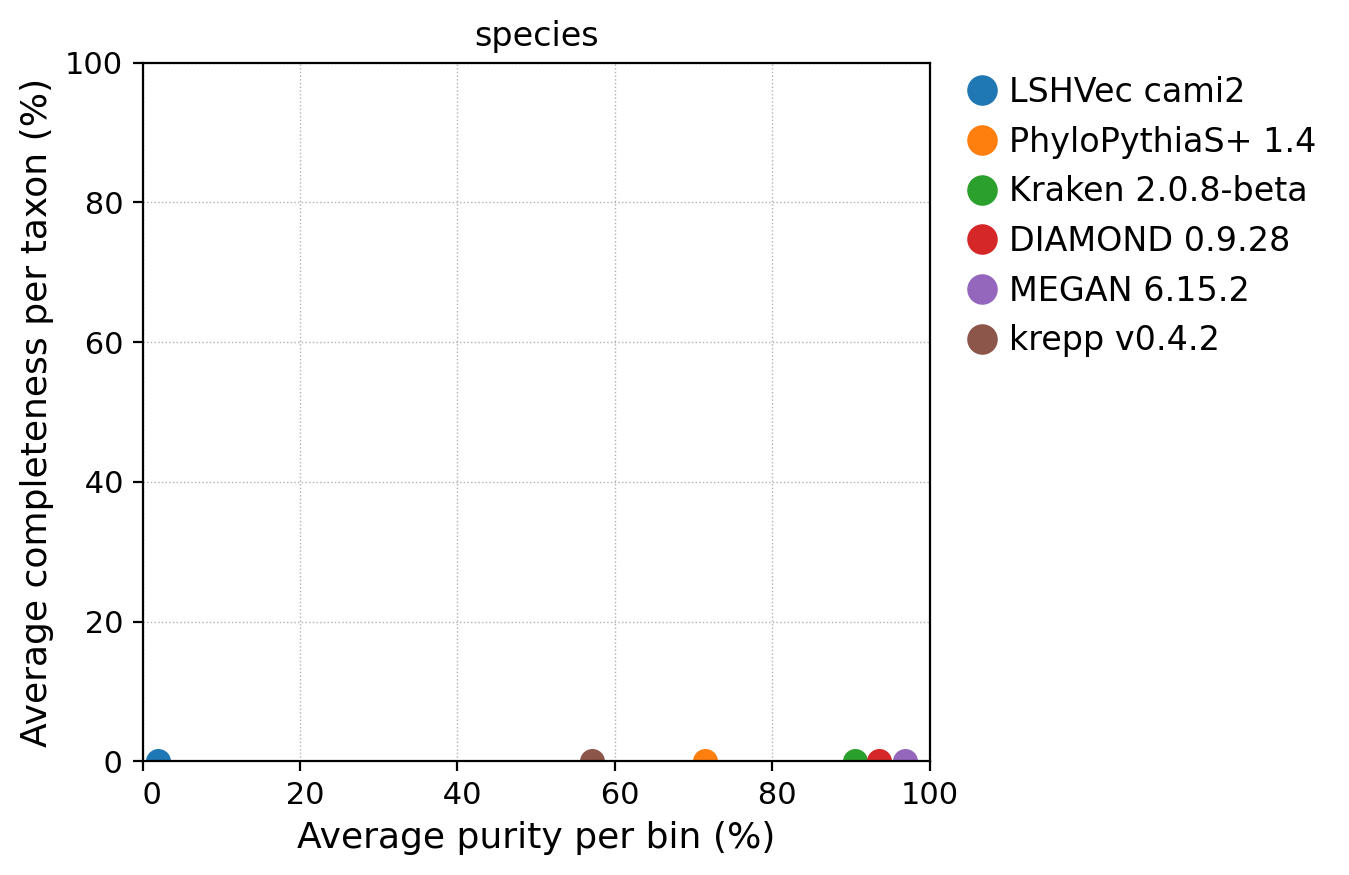 species
100
80
60
40
20
0
Average completeness per taxon (%)
0 20 40 60 80 100
Average purity per bin (%)
LSHVec cami2
PhyloPythiaS+ 1.4
Kraken 2.0.8-beta
DIAMOND 0.9.28
MEGAN 6.15.2
krepp v0.4.2